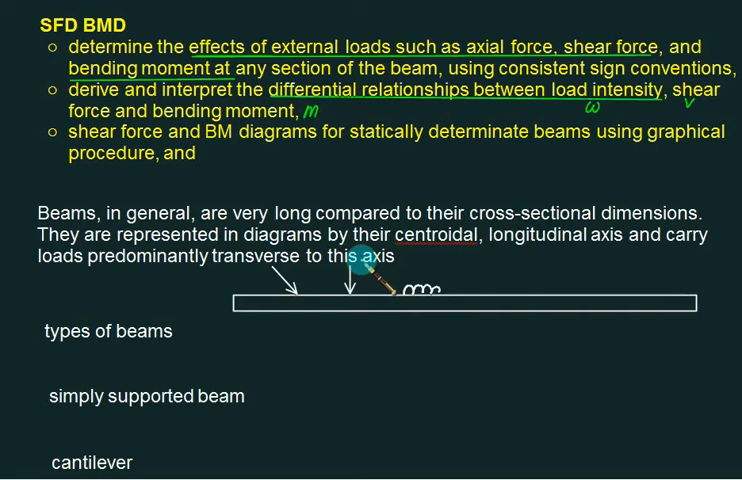 SFD BMD
○ determine the effects of external loads such as axial force, shear force, and
bending moment at any section of the beam, using consistent sign conventions,
○ derive and interpret the differential relationships between load intensity, shear
force and bending moment, m ω v
○ shear force and BM diagrams for statically determinate beams using graphical
procedure, and
Beams, in general, are very long compared to their cross-sectional dimensions.
They are represented in diagrams by their centroidal, longitudinal axis and carry
loads predominantly transverse to this axis
types of beams
simply supported beam
cantilever